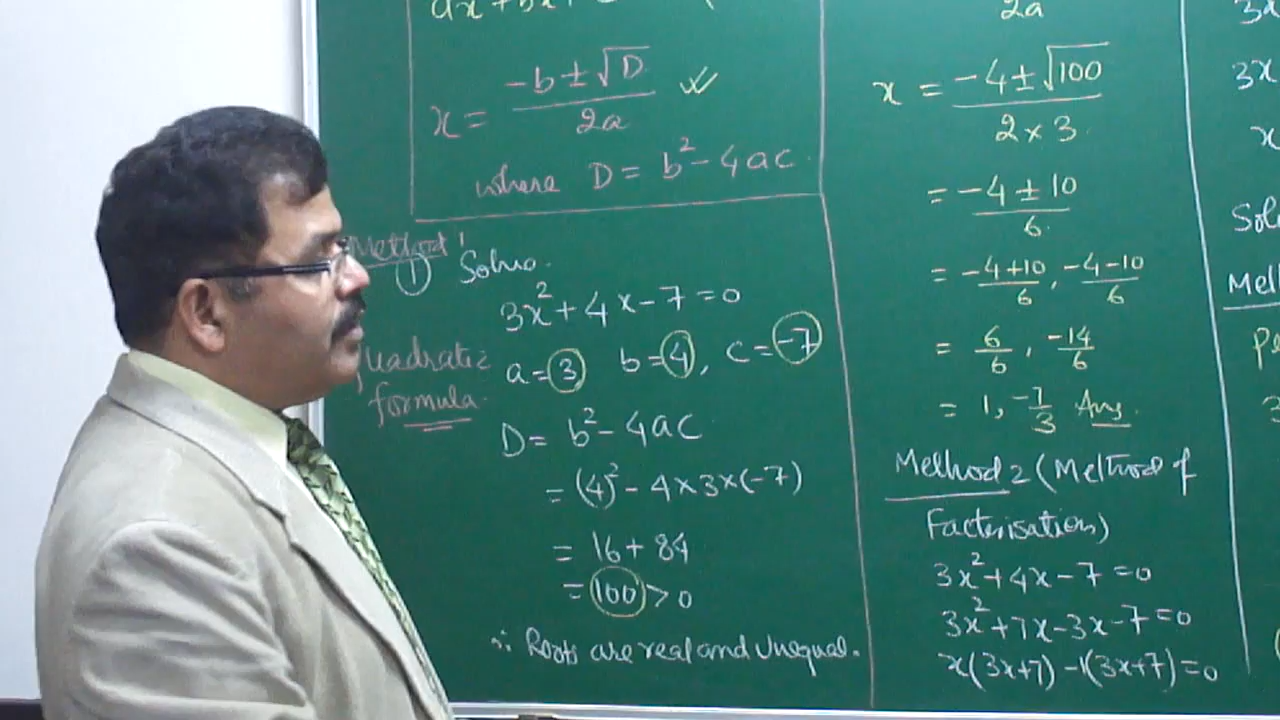 x = -b ± √D / 2a
where D = b² - 4ac
Method 1
① Solve.
3x² + 4x - 7 = 0
Quadratic
formula.
a = 3 b = 4, c = -7
D = b² - 4ac
= (4)² - 4×3×(-7)
= 16 + 84
= 100 > 0
∴ Roots are real and Unequal.
2a
x = -4 ± √100 / 2 × 3
= -4 ± 10 / 6
= -4+10 / 6, -4-10 / 6
= 6/6, -14/6
= 1, -7/3 Ans.
Method 2 (Method of
Factorisation)
3x² + 4x - 7 = 0
3x² + 7x - 3x - 7 = 0
x(3x+7) -1(3x+7) = 0
3x
x